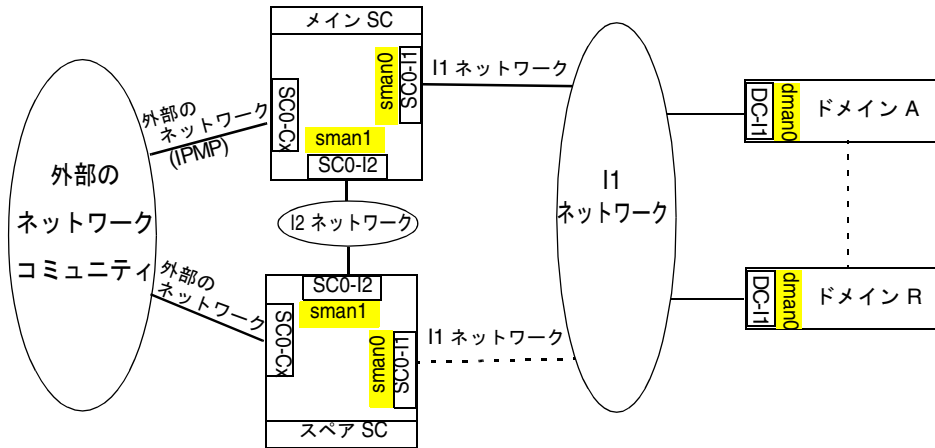 メイン SC
sman0
SC0-I1
I1 ネットワーク
外部の
ネットワーク
(IPMP)
SC0-Cx
sman1
SC0-I2
DC-I1
dman0
ドメイン A
外部の
ネットワーク
コミュニティ
I2 ネットワーク
I1
ネットワーク
外部の
ネットワーク
SC0-I2
sman1
SC0-Cx
sman0
SC0-I1
I1 ネットワーク
DC-I1
dman0
ドメイン R
スペア SC